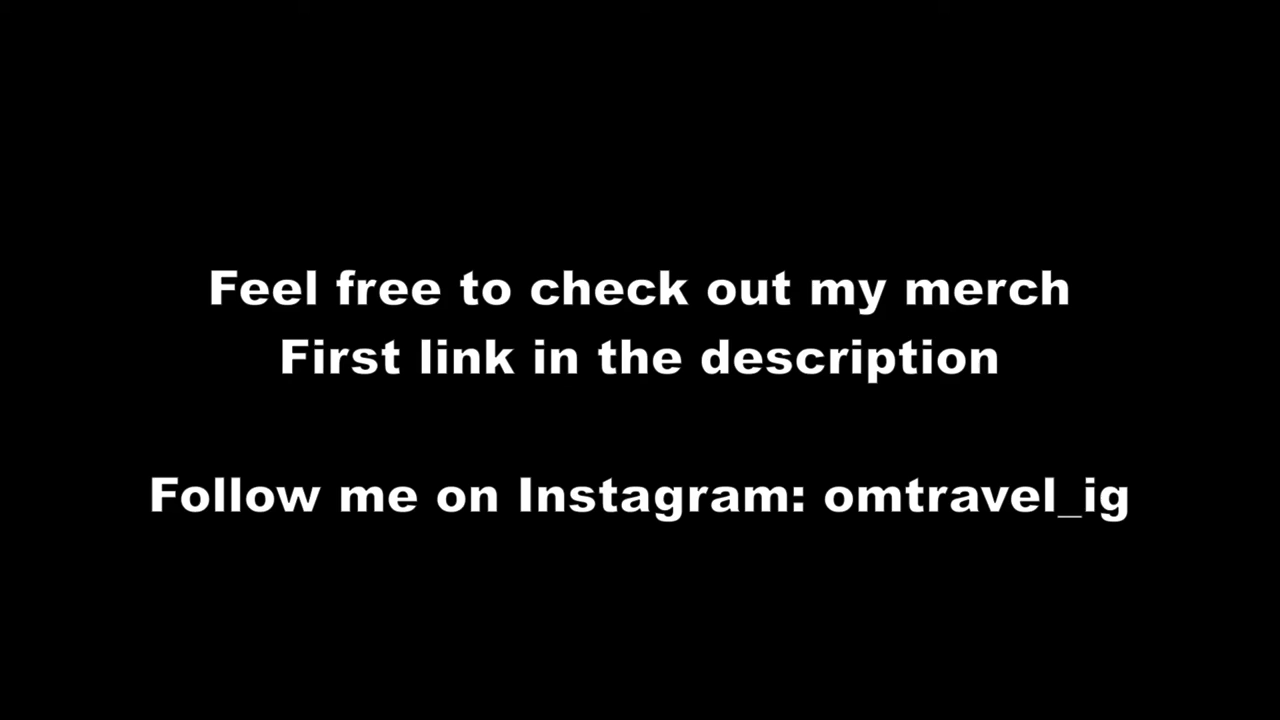 Feel free to check out my merch
First link in the description
Follow me on Instagram: omtravel_ig